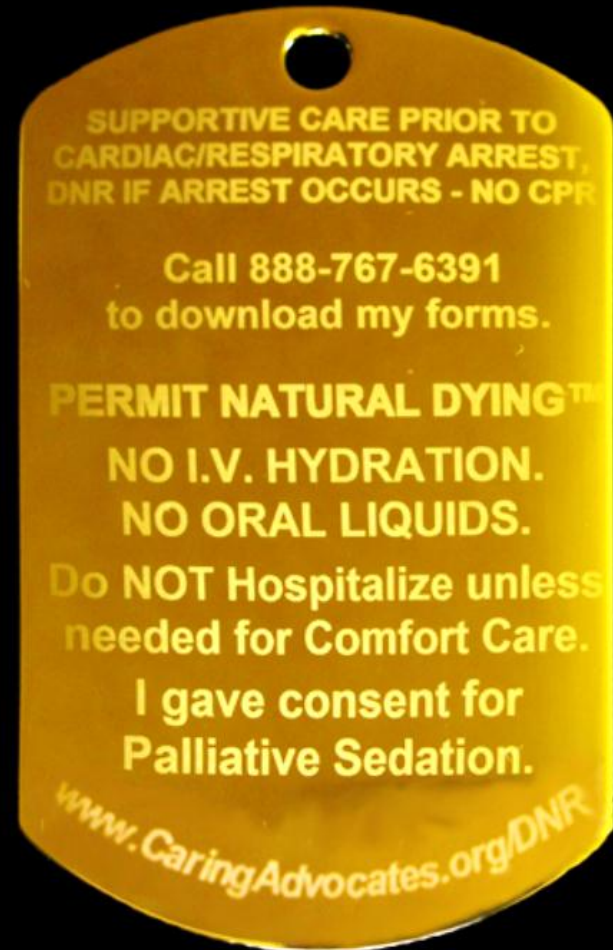 SUPPORTIVE CARE PRIOR TO
CARDIAC/RESPIRATORY ARREST,
DNR IF ARREST OCCURS - NO CPR
Call 888-767-6391
to download my forms.
PERMIT NATURAL DYING™
NO I.V. HYDRATION.
NO ORAL LIQUIDS.
Do NOT Hospitalize unless
needed for Comfort Care.
I gave consent for
Palliative Sedation.
www.CaringAdvocates.org/DNR